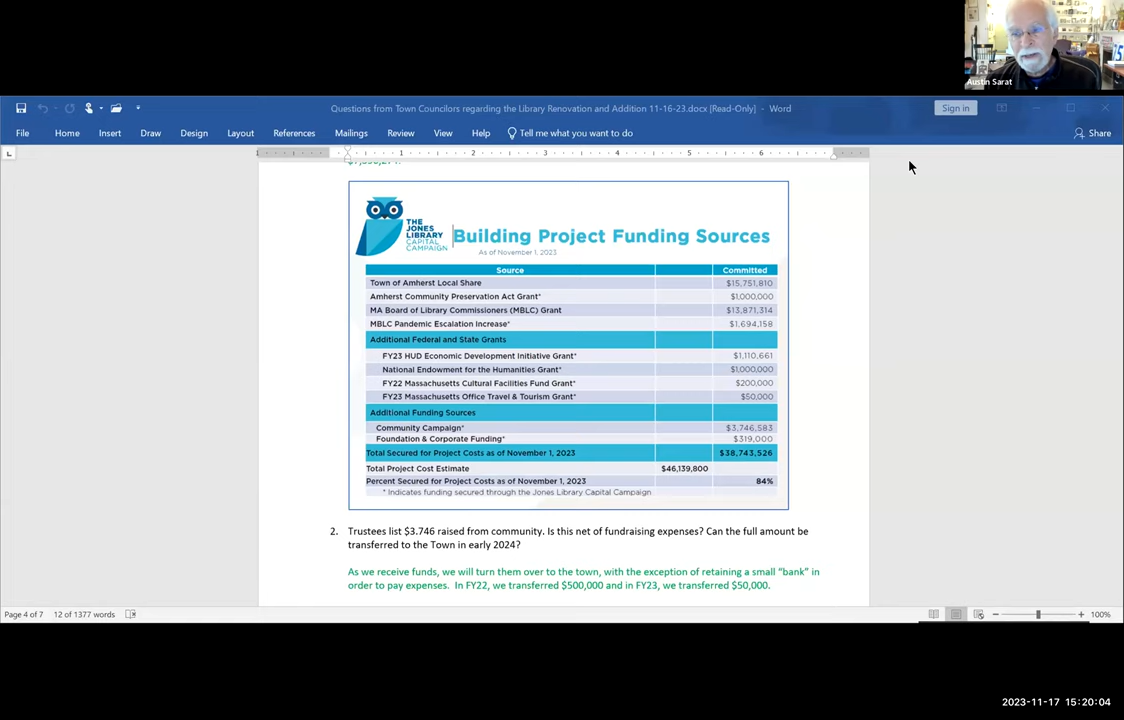 Austin Sarat
Questions from Town Councilors regarding the Library Renovation and Addition 11-16-23.docx [Read-Only] - Word
Sign in
File Home Insert Draw Design Layout References Mailings Review View Help Tell me what you want to do Share
1 1 2 3 4 5 6
THE
JONES
LIBRARY
CAPITAL
CAMPAIGN
Building Project Funding Sources
As of November 1, 2023
Source Committed
Town of Amherst Local Share $15,751,810
Amherst Community Preservation Act Grant* $1,000,000
MA Board of Library Commissioners (MBLC) Grant $13,871,314
MBLC Pandemic Escalation Increase* $1,694,158
Additional Federal and State Grants
FY23 HUD Economic Development Initiative Grant* $1,110,661
National Endowment for the Humanities Grant* $1,000,000
FY22 Massachusetts Cultural Facilities Fund Grant* $200,000
FY23 Massachusetts Office Travel & Tourism Grant* $50,000
Additional Funding Sources
Community Campaign* $3,746,583
Foundation & Corporate Funding* $319,000
Total Secured for Project Costs as of November 1, 2023 $38,743,526
Total Project Cost Estimate $46,139,800
Percent Secured for Project Costs as of November 1, 2023 84%
* Indicates funding secured through the Jones Library Capital Campaign
2. Trustees list $3.746 raised from community. Is this net of fundraising expenses? Can the full amount be
transferred to the Town in early 2024?
As we receive funds, we will turn them over to the town, with the exception of retaining a small “bank” in
order to pay expenses. In FY22, we transferred $500,000 and in FY23, we transferred $50,000.
Page 4 of 7 12 of 1377 words 100%
2023-11-17 15:20:04